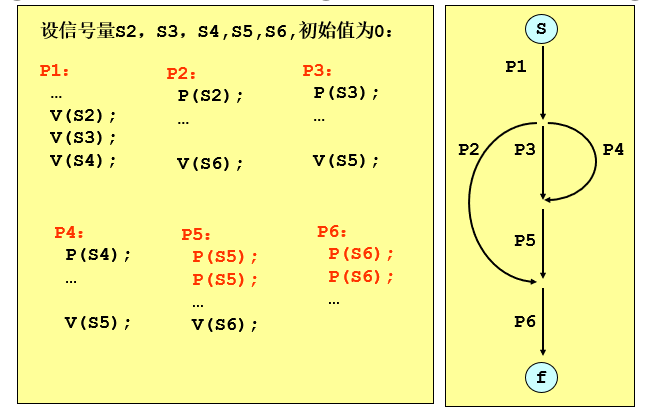 设信号量S2，S3，S4,S5,S6,初始值为0：
P1：
…
V(S2);
V(S3);
V(S4);
P2：
P(S2);
…
V(S6);
P3：
P(S3);
…
V(S5);
P4：
P(S4);
…
V(S5);
P5：
P(S5);
P(S5);
…
V(S6);
P6：
P(S6);
P(S6);
…
S
P1
P2
P3
P4
P5
P6
f